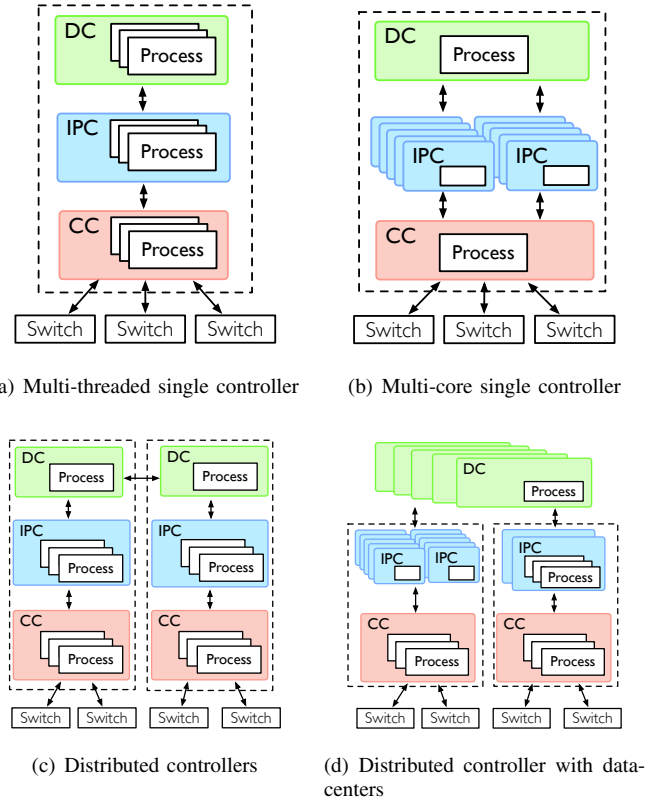 DC
Process
IPC
Process
CC
Process
Switch Switch Switch
a) Multi-threaded single controller
DC
Process
IPC IPC
CC
Process
Switch Switch Switch
(b) Multi-core single controller
DC
Process
DC
Process
IPC
Process
IPC
Process
CC
Process
CC
Process
Switch Switch Switch Switch
(c) Distributed controllers
DC
Process
IPC IPC
IPC
Process
CC
Process
CC
Process
Switch Switch Switch Switch
(d) Distributed controller with data-
centers